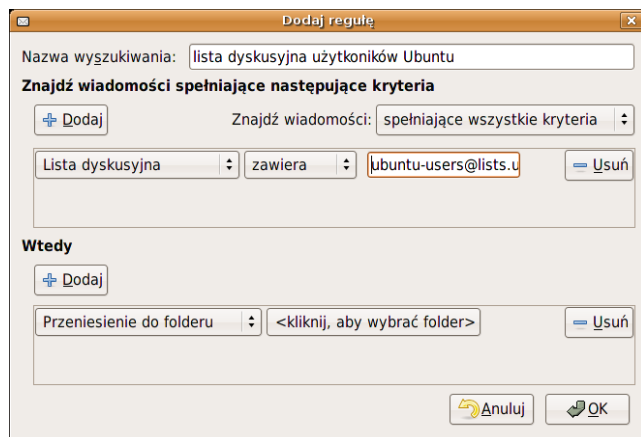 Dodaj regułę
Nazwa wyszukiwania: lista dyskusyjna użytkoników Ubuntu
Znajdź wiadomości spełniające następujące kryteria
Dodaj Znajdź wiadomości: spełniające wszystkie kryteria
Lista dyskusyjna zawiera ubuntu-users@lists.u Usuń
Wtedy
Dodaj
Przeniesienie do folderu <kliknij, aby wybrać folder> Usuń
Anuluj OK